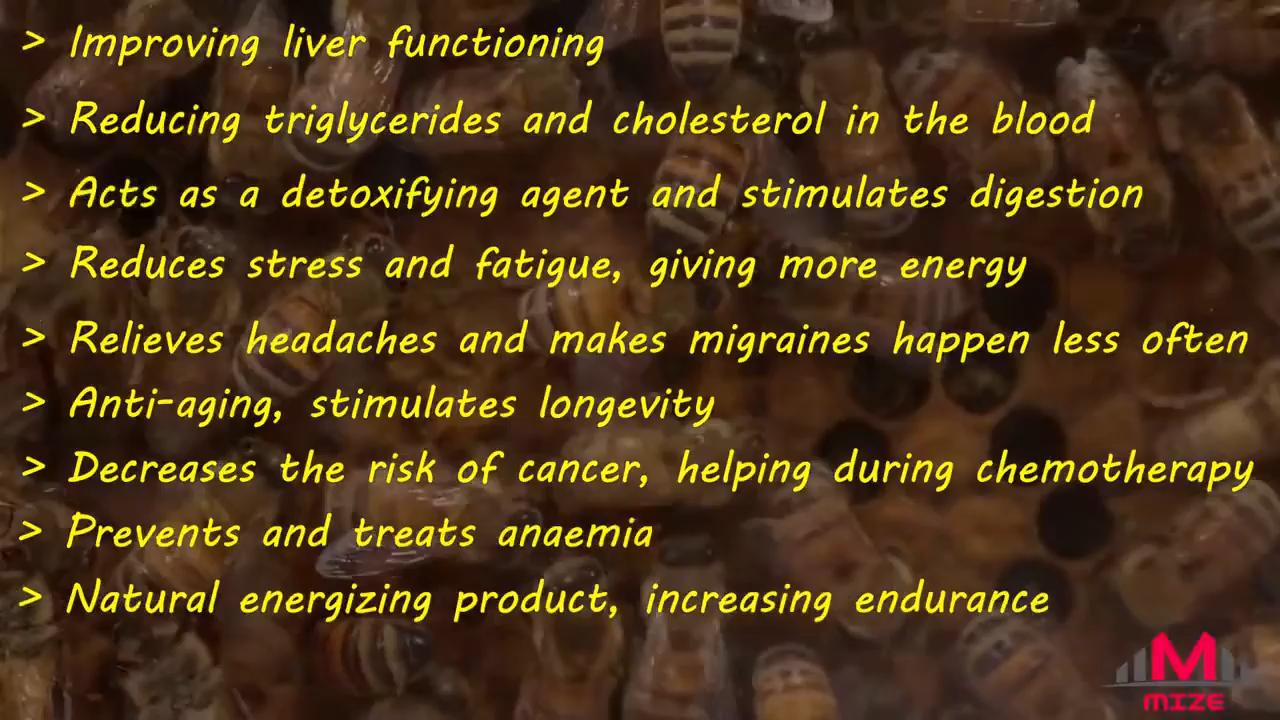 > Improving liver functioning
> Reducing triglycerides and cholesterol in the blood
> Acts as a detoxifying agent and stimulates digestion
> Reduces stress and fatigue, giving more energy
> Relieves headaches and makes migraines happen less often
> Anti-aging, stimulates longevity
> Decreases the risk of cancer, helping during chemotherapy
> Prevents and treats anaemia
> Natural energizing product, increasing endurance
M
MIZE